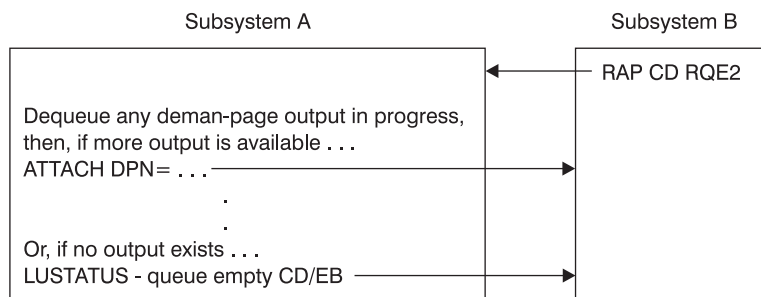 Subsystem A
Subsystem B
RAP CD RQE2
Dequeue any deman-page output in progress,
then, if more output is available . . .
ATTACH DPN= . . .
.
.
Or, if no output exists . . .
LUSTATUS - queue empty CD/EB